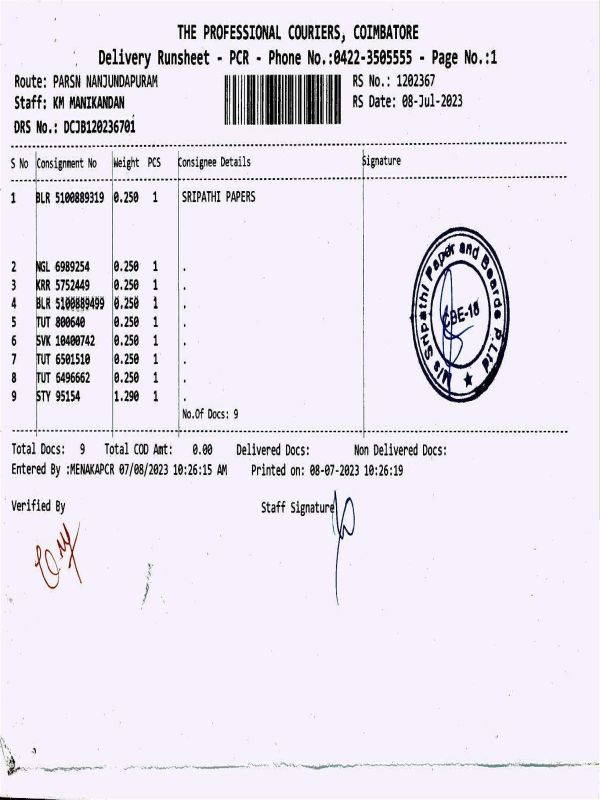 THE PROFESSIONAL COURIERS, COIMBATORE
Delivery Runsheet - PCR - Phone No.:0422-3505555 - Page No.:1
Route: PARSN NANJUNDAPURAM RS No.: 1202367
Staff: KM MANIKANDAN RS Date: 08-Jul-2023
DRS No.: DCJB120236701
S No Consignment No Weight PCS Consignee Details Signature
1 BLR 5100889319 0.250 1 SRIPATHI PAPERS
2 NGL 6989254 0.250 1 .
3 KRR 5752449 0.250 1 .
4 BLR 5100889499 0.250 1 .
5 TUT 800640 0.250 1 .
6 SVK 10400742 0.250 1 .
7 TUT 6501510 0.250 1 .
8 TUT 6496662 0.250 1 .
9 STY 95154 1.290 1 .
No.Of Docs: 9
M/s Sripathi Paper and Boards P.Ltd
CBE-18
Total Docs: 9 Total COD Amt: 0.00 Delivered Docs: Non Delivered Docs:
Entered By :MENAKAPCR 07/08/2023 10:26:15 AM Printed on: 08-07-2023 10:26:19
Verified By Staff Signature